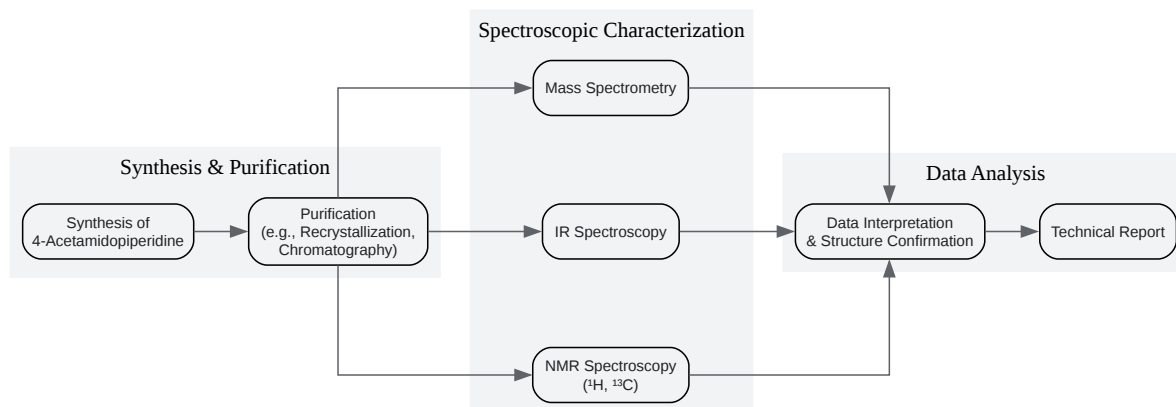 Spectroscopic Characterization
Mass Spectrometry
Synthesis & Purification
Data Analysis
Synthesis of
4-Acetamidopiperidine
Purification
(e.g., Recrystallization,
Chromatography)
IR Spectroscopy
Data Interpretation
& Structure Confirmation
Technical Report
NMR Spectroscopy
(¹H, ¹³C)